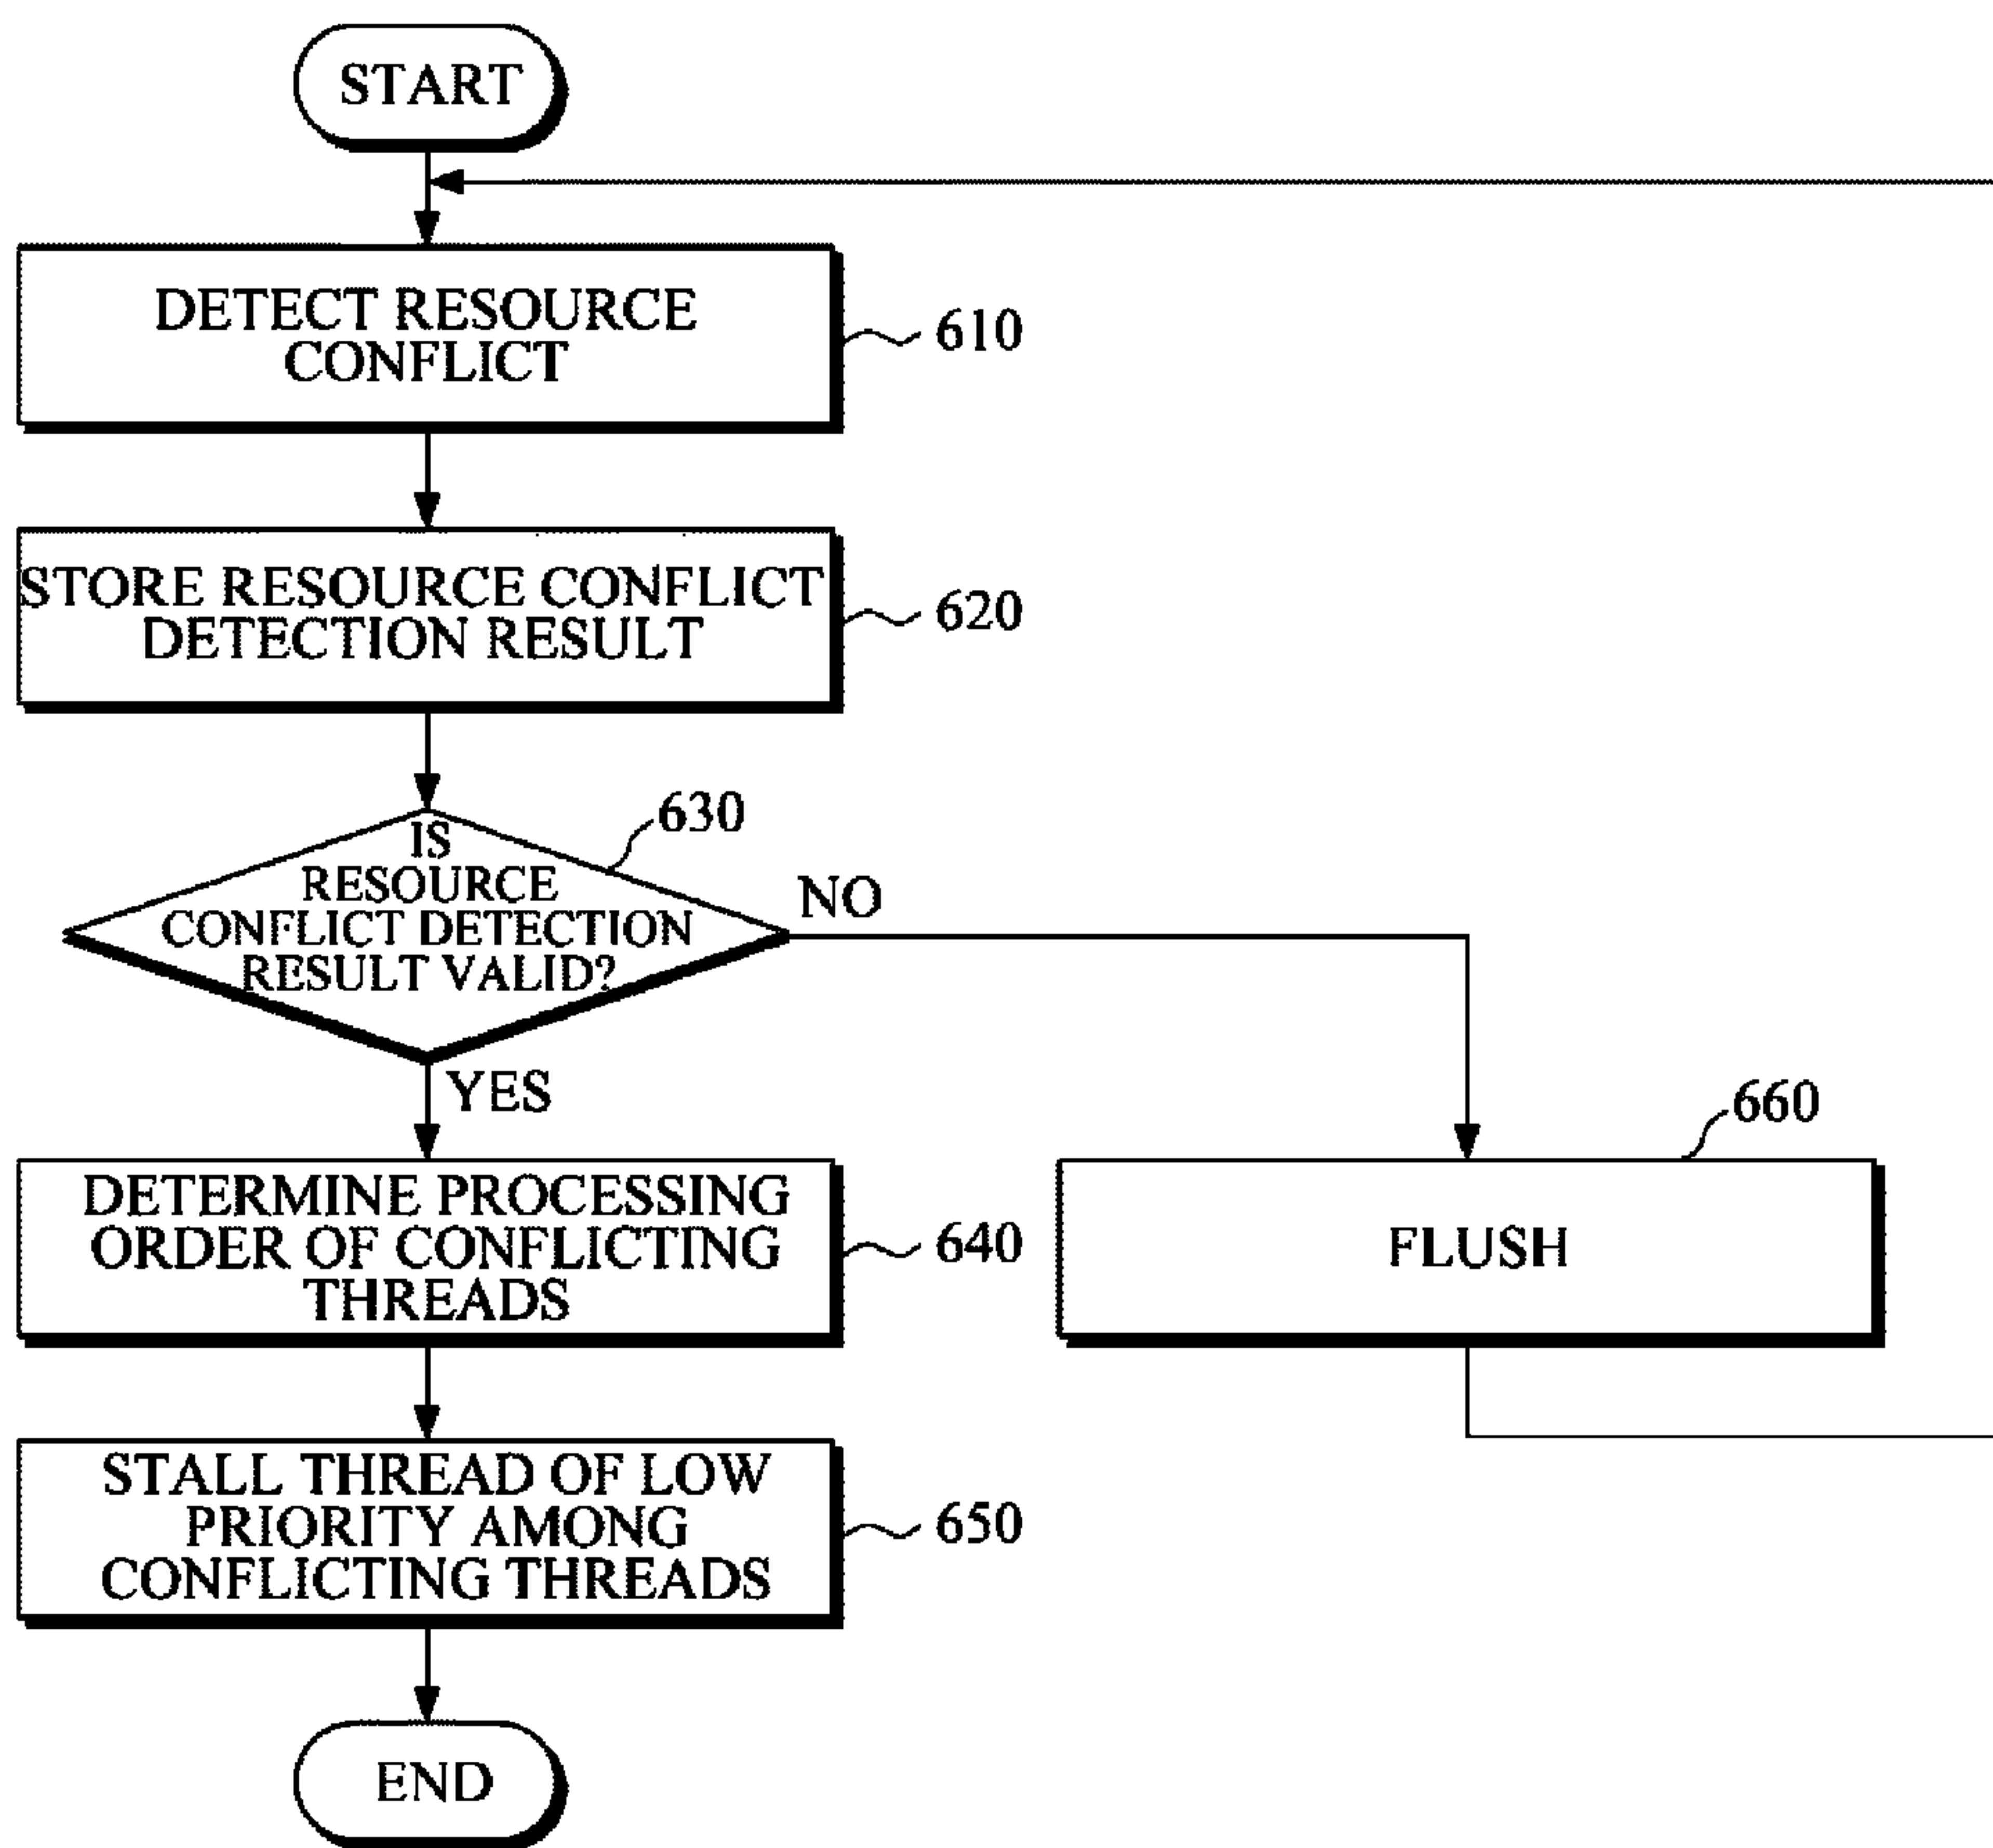 START
DETECT RESOURCE
CONFLICT
610
STORE RESOURCE CONFLICT
DETECTION RESULT
620
630
IS
RESOURCE
CONFLICT DETECTION
RESULT VALID?
NO
YES
DETERMINE PROCESSING
ORDER OF CONFLICTING
THREADS
640
660
FLUSH
STALL THREAD OF LOW
PRIORITY AMONG
CONFLICTING THREADS
650
END